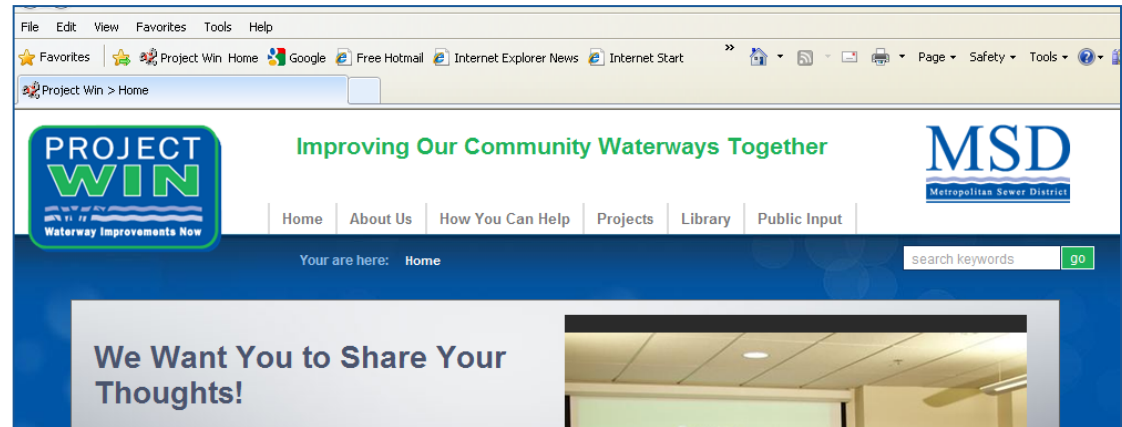 File Edit View Favorites Tools Help
Favorites Project Win Home Google Free Hotmail Internet Explorer News Internet Start » Page Safety Tools
Project Win > Home
PROJECT
WIN
Waterway Improvements Now
Improving Our Community Waterways Together
MSD
Metropolitan Sewer District
Home About Us How You Can Help Projects Library Public Input
Your are here: Home
search keywords go
We Want You to Share Your
Thoughts!